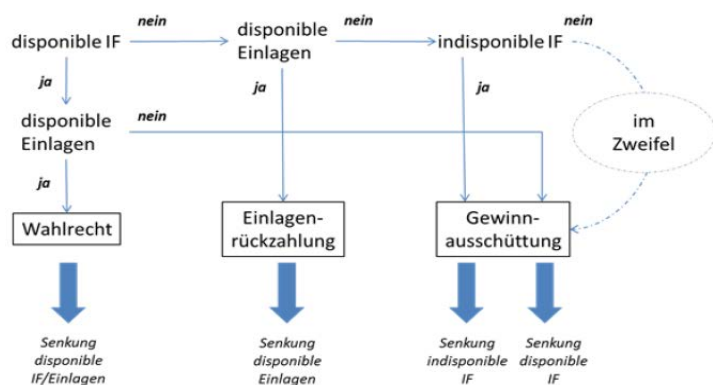 disponible IF
nein
disponible
Einlagen
nein
indisponible IF
nein
ja
ja
ja
disponible
Einlagen
nein
im
Zweifel
ja
Wahlrecht
Einlagen-
rückzahlung
Gewinn-
ausschüttung
Senkung
disponible
IF/Einlagen
Senkung
disponible
Einlagen
Senkung
indisponible
IF
Senkung
disponible
IF